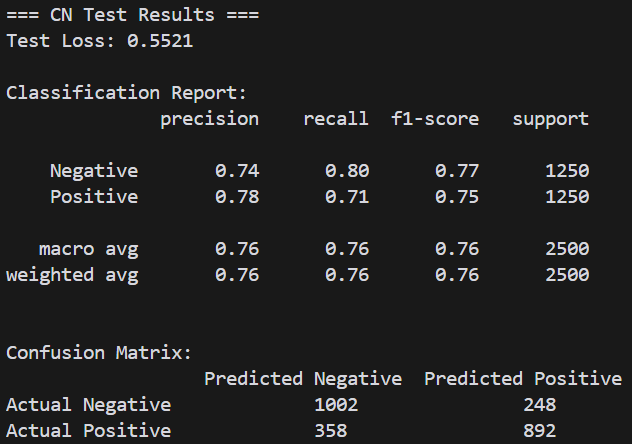 === CN Test Results ===
Test Loss: 0.5521
Classification Report:
precision recall f1-score support
Negative 0.74 0.80 0.77 1250
Positive 0.78 0.71 0.75 1250
macro avg 0.76 0.76 0.76 2500
weighted avg 0.76 0.76 0.76 2500
Confusion Matrix:
Predicted Negative Predicted Positive
Actual Negative 1002 248
Actual Positive 358 892